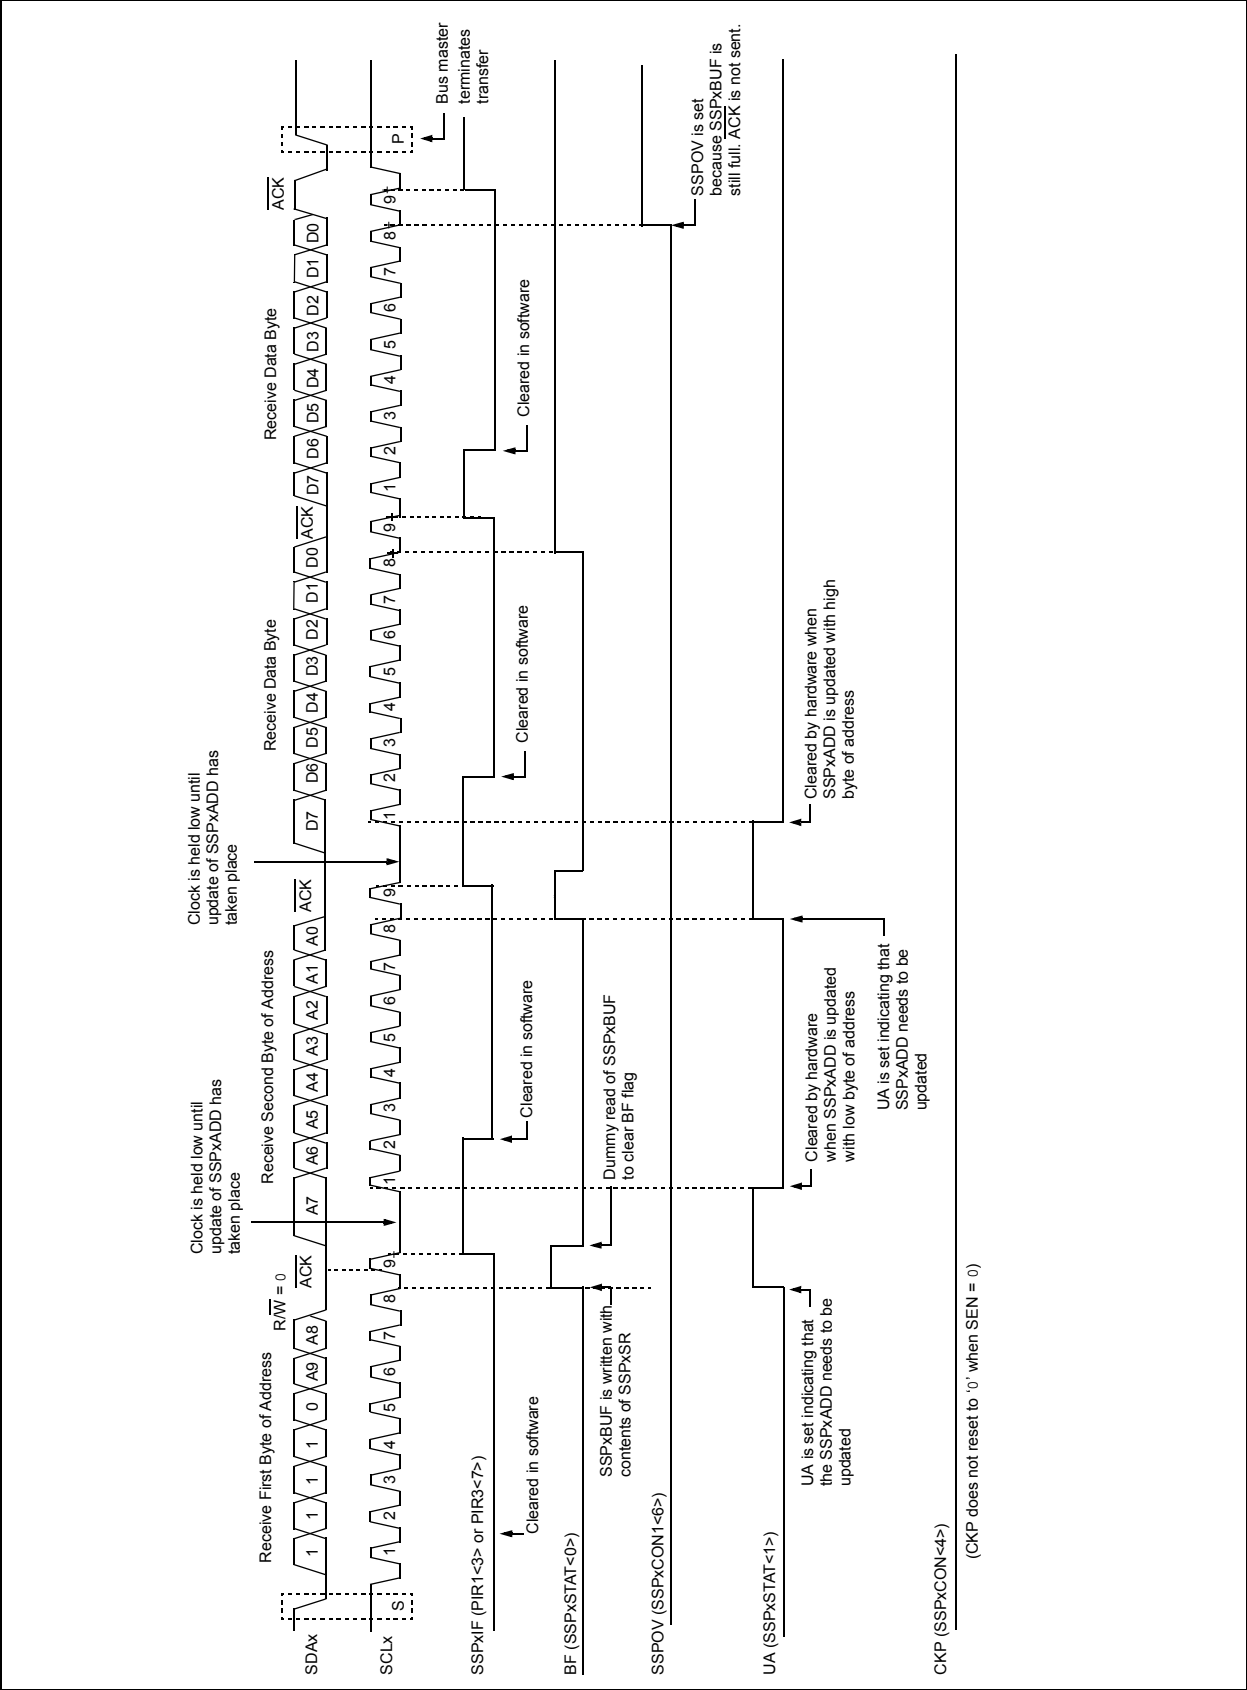 Receive First Byte of Address
R/W = 0
Clock is held low until
update of SSPxADD has
taken place
Receive Second Byte of Address
Clock is held low until
update of SSPxADD has
taken place
Receive Data Byte
Receive Data Byte
ACK
SDAx
1 1 1 1 0 A9 A8 ACK A7 A6 A5 A4 A3 A2 A1 A0 ACK D7 D6 D5 D4 D3 D2 D1 D0 ACK D7 D6 D5 D4 D3 D2 D1 D0
SCLx
S 1 2 3 4 5 6 7 8 9 1 2 3 4 5 6 7 8 9 1 2 3 4 5 6 7 8 9 1 2 3 4 5 6 7 8 9 P
Bus master
terminates
transfer
SSPxIF (PIR1<3> or PIR3<7>)
Cleared in software
Cleared in software
Cleared in software
Cleared in software
BF (SSPxSTAT<0>)
SSPxBUF is written with
contents of SSPxSR
Dummy read of SSPxBUF
to clear BF flag
SSPOV (SSPxCON1<6>)
SSPOV is set
because SSPxBUF is
still full. ACK is not sent.
UA (SSPxSTAT<1>)
UA is set indicating that
the SSPxADD needs to be
updated
Cleared by hardware
when SSPxADD is updated
with low byte of address
UA is set indicating that
SSPxADD needs to be
updated
Cleared by hardware when
SSPxADD is updated with high
byte of address
CKP (SSPxCON<4>)
(CKP does not reset to ‘0’ when SEN = 0)